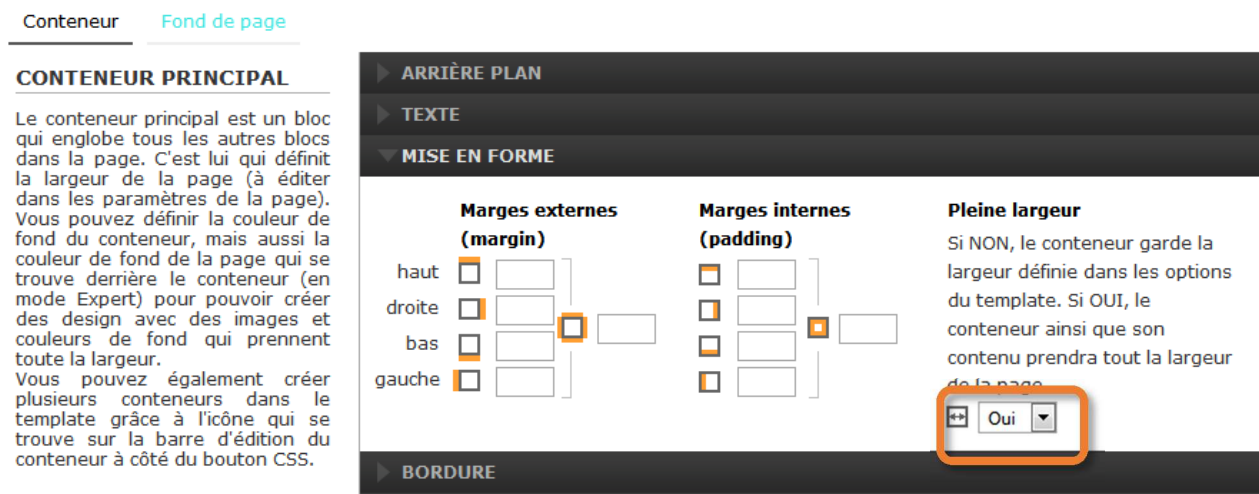 Conteneur Fond de page
CONTENEUR PRINCIPAL
Le conteneur principal est un bloc
qui englobe tous les autres blocs
dans la page. C'est lui qui définit
la largeur de la page (à éditer
dans les paramètres de la page).
Vous pouvez définir la couleur de
fond du conteneur, mais aussi la
couleur de fond de la page qui se
trouve derrière le conteneur (en
mode Expert) pour pouvoir créer
des design avec des images et
couleurs de fond qui prennent
toute la largeur.
Vous pouvez également créer
plusieurs conteneurs dans le
template grâce à l'icône qui se
trouve sur la barre d'édition du
conteneur à côté du bouton CSS.
ARRIÈRE PLAN
TEXTE
MISE EN FORME
Marges externes
(margin)
haut
droite
bas
gauche
Marges internes
(padding)
Pleine largeur
Si NON, le conteneur garde la
largeur définie dans les options
du template. Si OUI, le
conteneur ainsi que son
contenu prendra tout la largeur
de la page
Oui
BORDURE